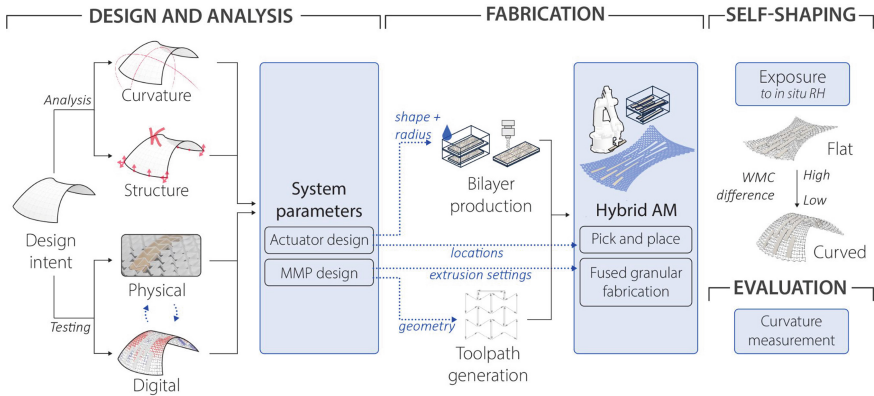 DESIGN AND ANALYSIS
FABRICATION
SELF-SHAPING
Analysis
Curvature
Structure
Design
intent
Physical
Testing
Digital
System
parameters
Actuator design
MMP design
shape +
radius
Bilayer
production
locations
extrusion settings
geometry
Toolpath
generation
Hybrid AM
Pick and place
Fused granular
fabrication
Exposure
to in situ RH
Flat
WMC
difference
High
Low
Curved
EVALUATION
Curvature
measurement